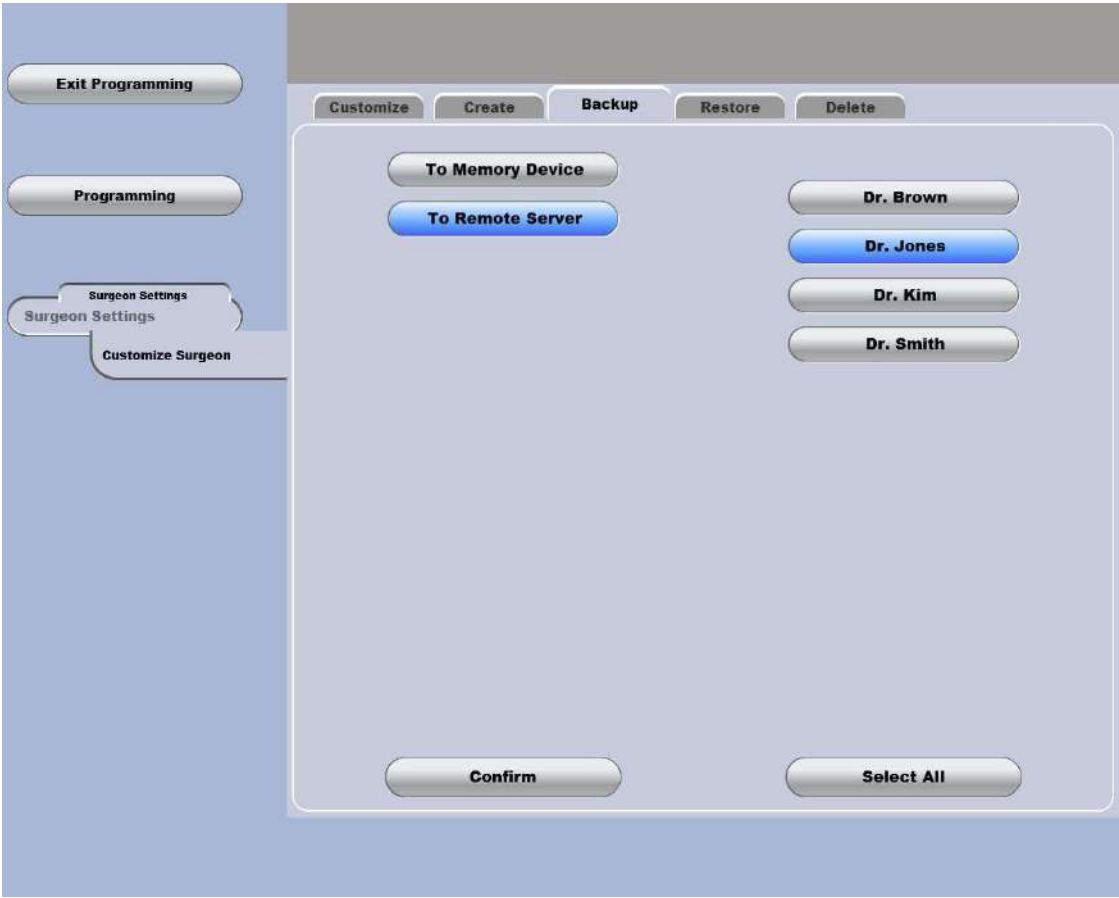 Exit Programming
Programming
Surgeon Settings
Surgeon Settings
Customize Surgeon
Customize
Create
Backup
Restore
Delete
To Memory Device
To Remote Server
Dr. Brown
Dr. Jones
Dr. Kim
Dr. Smith
Confirm
Select All